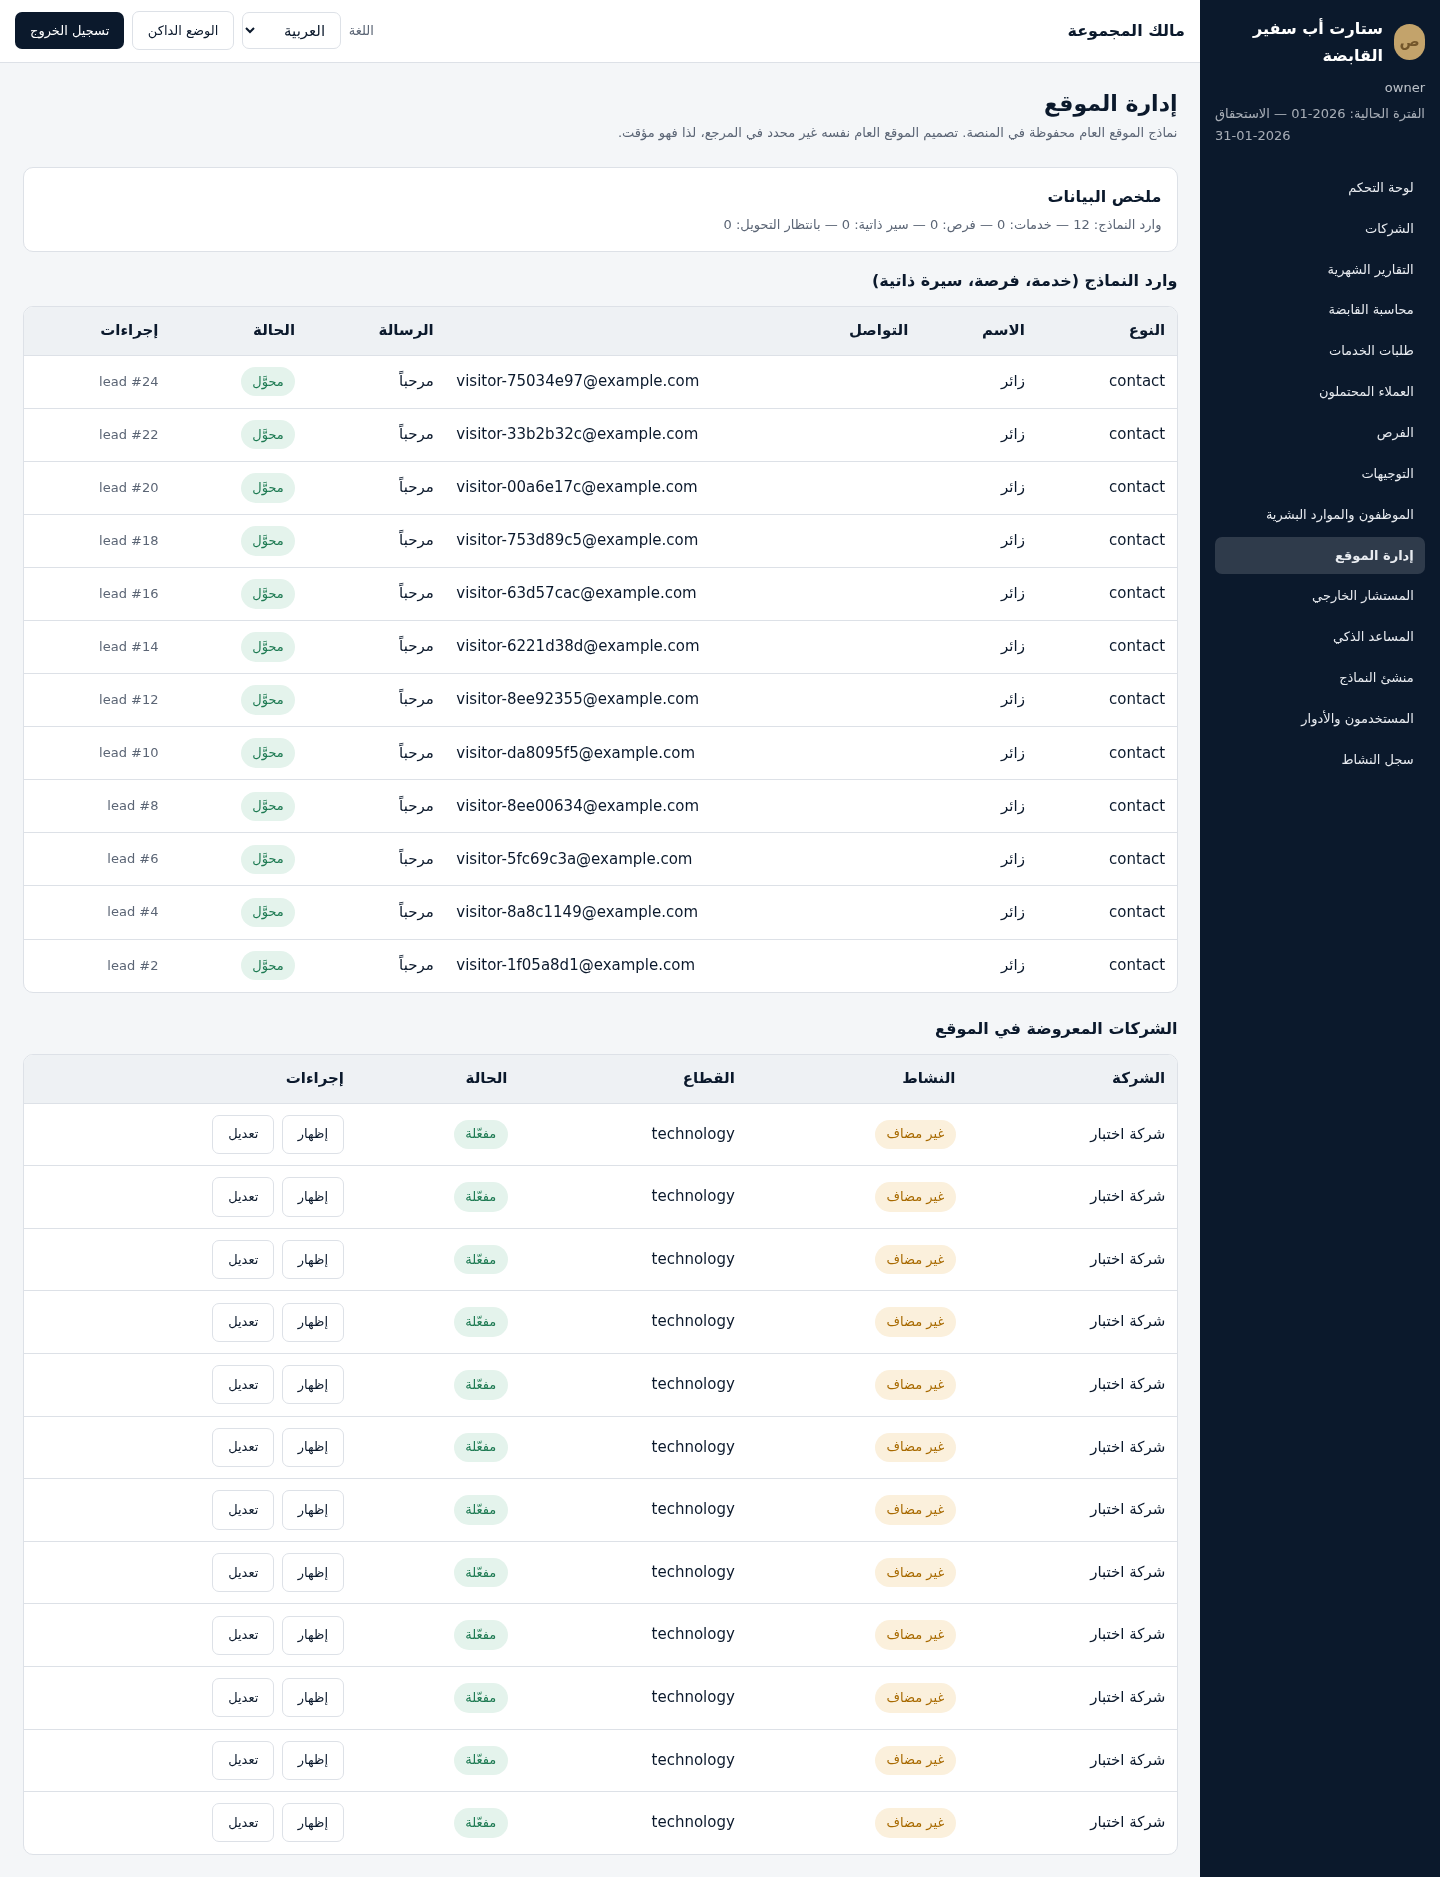 ص
ستارت أب سفير القابضة
owner
الفترة الحالية: 2026-01 — الاستحقاق
2026-01-31
لوحة التحكم
الشركات
التقارير الشهرية
محاسبة القابضة
طلبات الخدمات
العملاء المحتملون
الفرص
التوجيهات
الموظفون والموارد البشرية
إدارة الموقع
المستشار الخارجي
المساعد الذكي
منشئ النماذج
المستخدمون والأدوار
سجل النشاط
مالك المجموعة
اللغة العربية الوضع الداكن تسجيل الخروج
إدارة الموقع
نماذج الموقع العام محفوظة في المنصة. تصميم الموقع العام نفسه غير محدد في المرجع، لذا فهو مؤقت.
ملخص البيانات
وارد النماذج: 12 — خدمات: 0 — فرص: 0 — سير ذاتية: 0 — بانتظار التحويل: 0
وارد النماذج (خدمة، فرصة، سيرة ذاتية)
النوع الاسم التواصل الرسالة الحالة إجراءات
contact زائر visitor-75034e97@example.com مرحباً محوَّل lead #24
contact زائر visitor-33b2b32c@example.com مرحباً محوَّل lead #22
contact زائر visitor-00a6e17c@example.com مرحباً محوَّل lead #20
contact زائر visitor-753d89c5@example.com مرحباً محوَّل lead #18
contact زائر visitor-63d57cac@example.com مرحباً محوَّل lead #16
contact زائر visitor-6221d38d@example.com مرحباً محوَّل lead #14
contact زائر visitor-8ee92355@example.com مرحباً محوَّل lead #12
contact زائر visitor-da8095f5@example.com مرحباً محوَّل lead #10
contact زائر visitor-8ee00634@example.com مرحباً محوَّل lead #8
contact زائر visitor-5fc69c3a@example.com مرحباً محوَّل lead #6
contact زائر visitor-8a8c1149@example.com مرحباً محوَّل lead #4
contact زائر visitor-1f05a8d1@example.com مرحباً محوَّل lead #2
الشركات المعروضة في الموقع
الشركة النشاط القطاع الحالة إجراءات
شركة اختبار غير مضاف technology مفعّلة إظهار تعديل
شركة اختبار غير مضاف technology مفعّلة إظهار تعديل
شركة اختبار غير مضاف technology مفعّلة إظهار تعديل
شركة اختبار غير مضاف technology مفعّلة إظهار تعديل
شركة اختبار غير مضاف technology مفعّلة إظهار تعديل
شركة اختبار غير مضاف technology مفعّلة إظهار تعديل
شركة اختبار غير مضاف technology مفعّلة إظهار تعديل
شركة اختبار غير مضاف technology مفعّلة إظهار تعديل
شركة اختبار غير مضاف technology مفعّلة إظهار تعديل
شركة اختبار غير مضاف technology مفعّلة إظهار تعديل
شركة اختبار غير مضاف technology مفعّلة إظهار تعديل
شركة اختبار غير مضاف technology مفعّلة إظهار تعديل